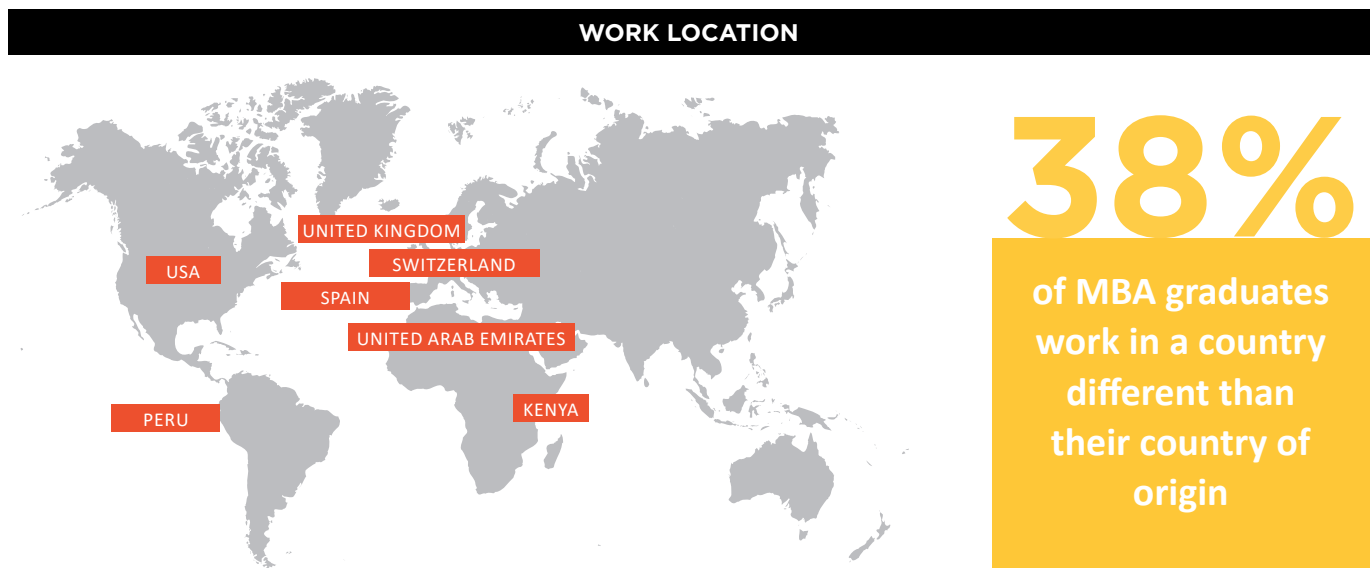 WORK LOCATION
UNITED KINGDOM
SWITZERLAND
USA
SPAIN
UNITED ARAB EMIRATES
PERU
KENYA
38%
of MBA graduates
work in a country
different than
their country of
origin